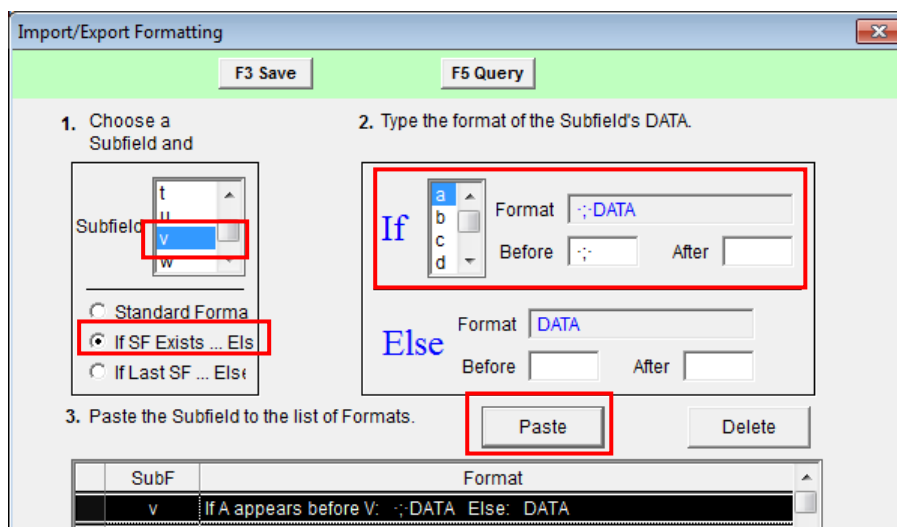 Import/Export Formatting
F3 Save F5 Query
1. Choose a Subfield and
2. Type the format of the Subfield's DATA.
Subfield
t
u
v
w
If
a
b
c
d
Format -;-DATA
Before -;- After
Standard Forma
If SF Exists ... Els
If Last SF ... Else
Else
Format DATA
Before After
3. Paste the Subfield to the list of Formats.
Paste Delete
SubF Format
v If A appears before V: -;-DATA Else: DATA